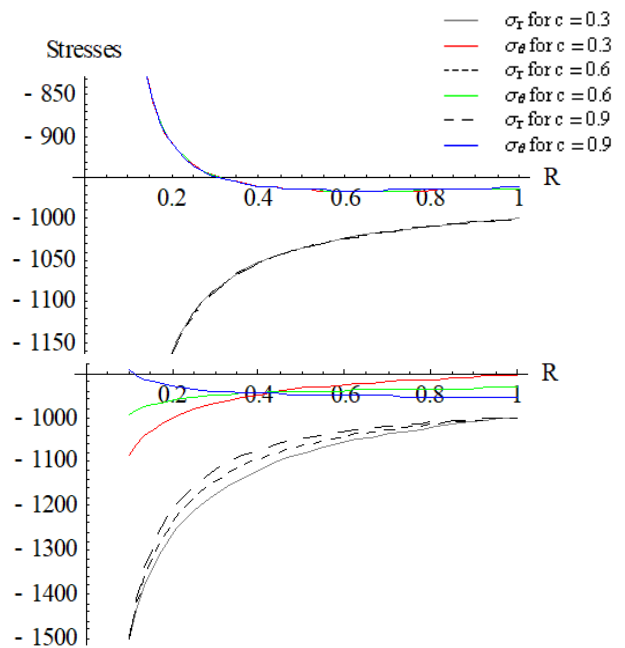 σr for c = 0.3
Stresses
σθ for c = 0.3
σr for c = 0.6
- 850
σθ for c = 0.6
σr for c = 0.9
- 900
σθ for c = 0.9
R
0.2 0.4 0.6 0.8 1
- 1000
- 1050
- 1100
- 1150
R
0.2 0.4 0.6 0.8 1
- 1000
- 1100
- 1200
- 1300
- 1400
- 1500